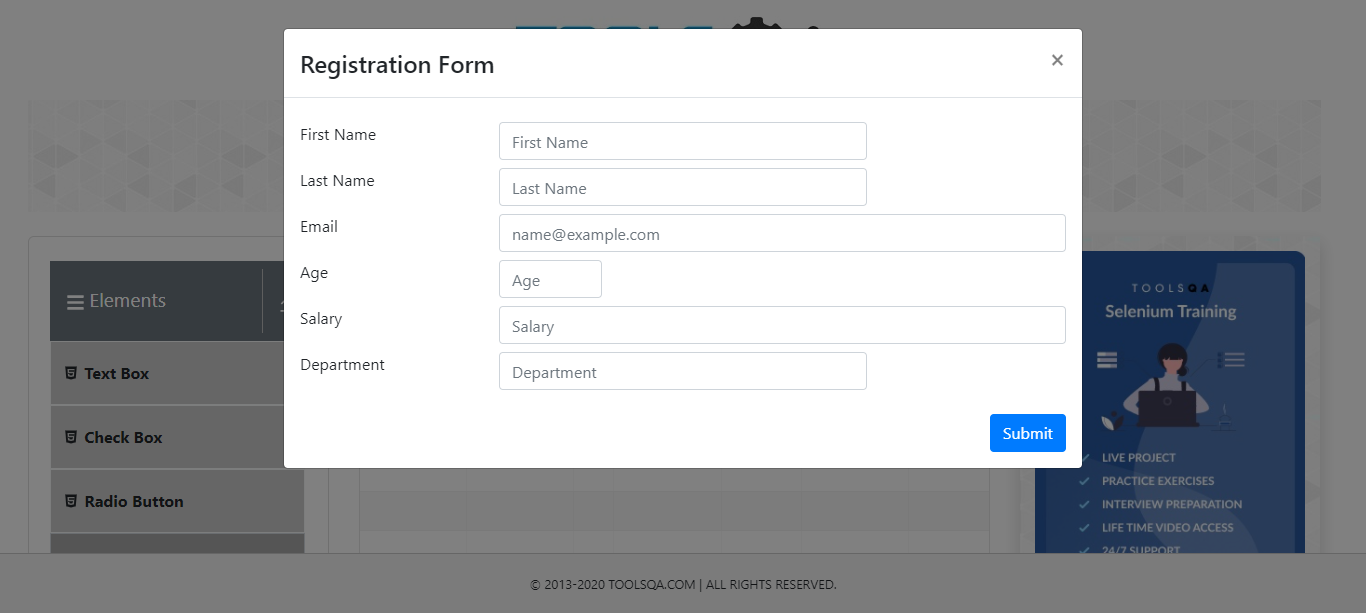 Registration Form
×
First Name
First Name
Last Name
Last Name
Email
name@example.com
Age
Age
Salary
Salary
Department
Department
Submit
Elements
Text Box
Check Box
Radio Button
TOOLSQA
Selenium Training
LIVE PROJECT
PRACTICE EXERCISES
INTERVIEW PREPARATION
LIFE TIME VIDEO ACCESS
24/7 SUPPORT
© 2013-2020 TOOLSQA.COM | ALL RIGHTS RESERVED.